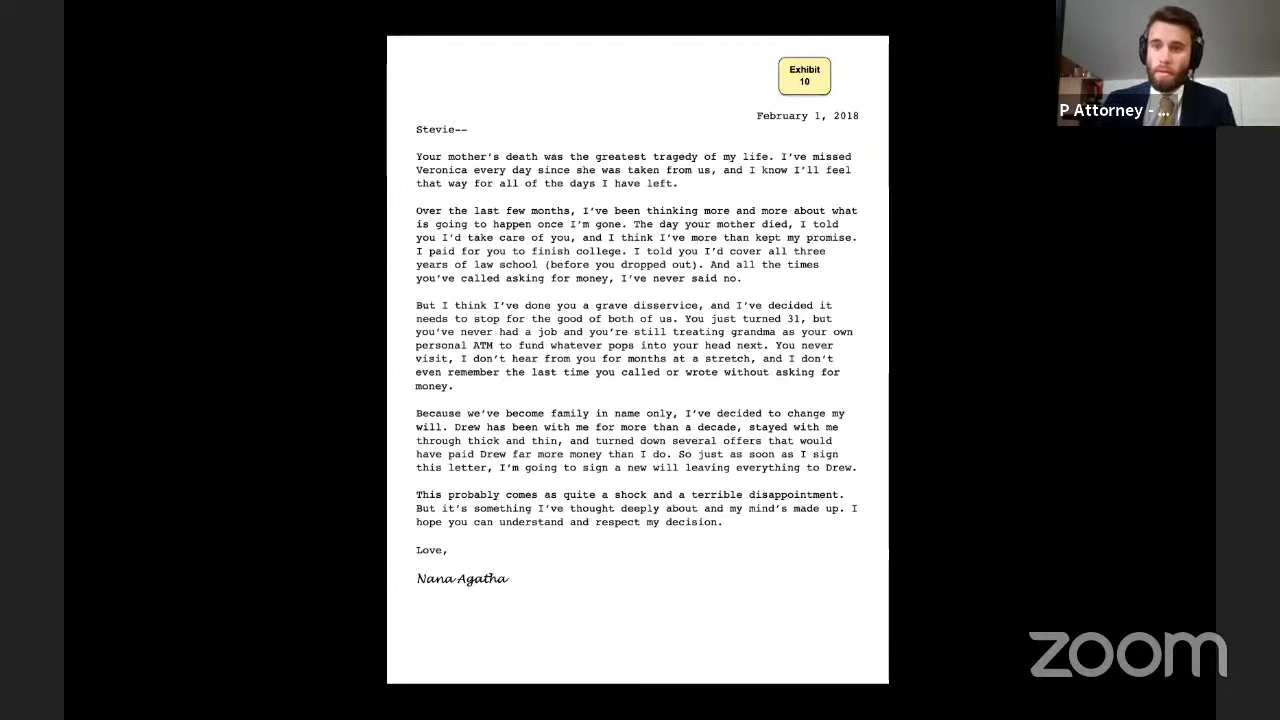 Exhibit
10
P Attorney - ...
February 1, 2018
Stevie--
Your mother's death was the greatest tragedy of my life. I've missed
Veronica every day since she was taken from us, and I know I'll feel
that way for all of the days I have left.
Over the last few months, I've been thinking more and more about what
is going to happen once I'm gone. The day your mother died, I told
you I'd take care of you, and I think I've more than kept my promise.
I paid for you to finish college. I told you I'd cover all three
years of law school (before you dropped out). And all the times
you've called asking for money, I've never said no.
But I think I've done you a grave disservice, and I've decided it
needs to stop for the good of both of us. You just turned 31, but
you've never had a job and you're still treating grandma as your own
personal ATM to fund whatever pops into your head next. You never
visit, I don't hear from you for months at a stretch, and I don't
even remember the last time you called or wrote without asking for
money.
Because we've become family in name only, I've decided to change my
will. Drew has been with me for more than a decade, stayed with me
through thick and thin, and turned down several offers that would
have paid Drew far more money than I do. So just as soon as I sign
this letter, I'm going to sign a new will leaving everything to Drew.
This probably comes as quite a shock and a terrible disappointment.
But it's something I've thought deeply about and my mind's made up. I
hope you can understand and respect my decision.
Love,
Nana Agatha
zoom